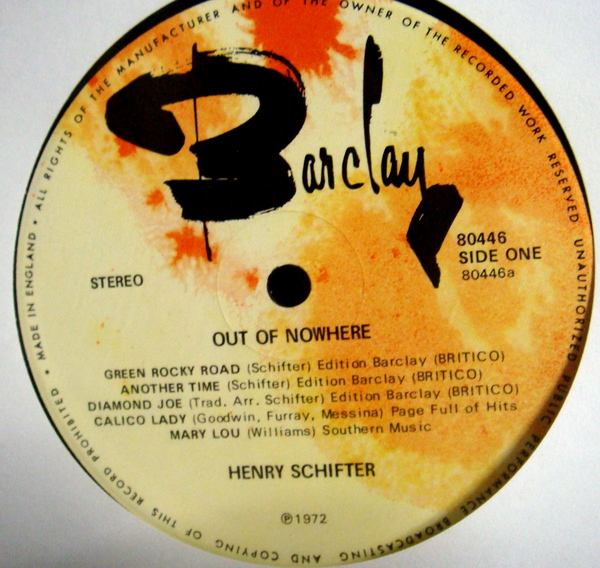 ALL RIGHTS OF THE MANUFACTURER AND OF THE OWNER OF THE RECORDED WORK RESERVED UNAUTHORIZED PUBLIC PERFORMANCE BROADCASTING AND COPYING OF THIS RECORD PROHIBITED • MADE IN ENGLAND •
Barclay
80446
SIDE ONE
80446a
STEREO
OUT OF NOWHERE
GREEN ROCKY ROAD (Schifter) Edition Barclay (BRITICO)
ANOTHER TIME (Schifter) Edition Barclay (BRITICO)
DIAMOND JOE (Trad. Arr. Schifter) Edition Barclay (BRITICO)
CALICO LADY (Goodwin, Furray, Messina) Page Full of Hits
MARY LOU (Williams) Southern Music
HENRY SCHIFTER
℗1972